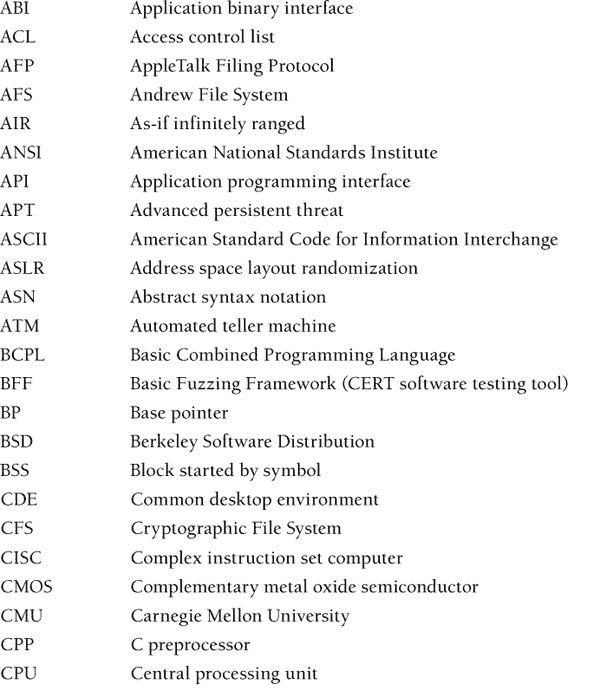 ABI Application binary interface
ACL Access control list
AFP AppleTalk Filing Protocol
AFS Andrew File System
AIR As-if infinitely ranged
ANSI American National Standards Institute
API Application programming interface
APT Advanced persistent threat
ASCII American Standard Code for Information Interchange
ASLR Address space layout randomization
ASN Abstract syntax notation
ATM Automated teller machine
BCPL Basic Combined Programming Language
BFF Basic Fuzzing Framework (CERT software testing tool)
BP Base pointer
BSD Berkeley Software Distribution
BSS Block started by symbol
CDE Common desktop environment
CFS Cryptographic File System
CISC Complex instruction set computer
CMOS Complementary metal oxide semiconductor
CMU Carnegie Mellon University
CPP C preprocessor
CPU Central processing unit